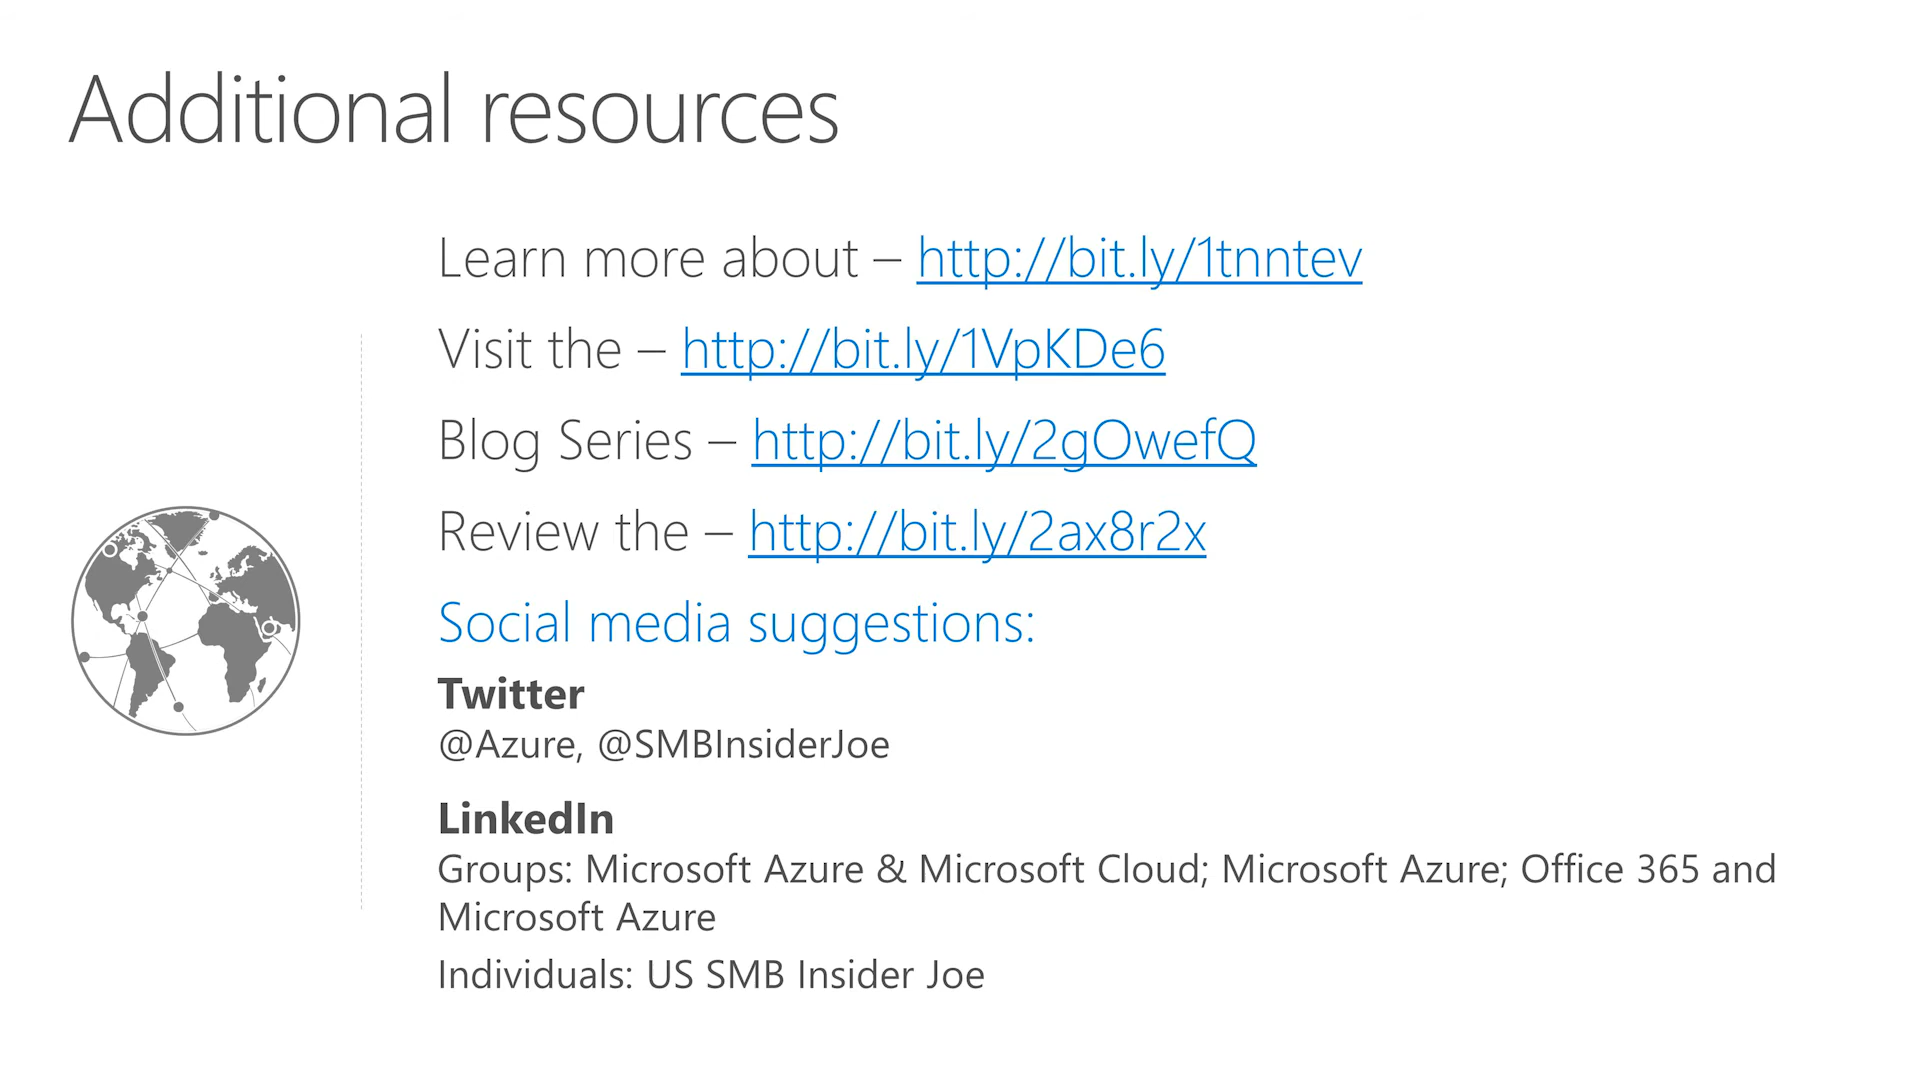 Additional resources
Learn more about – http://bit.ly/1tnntev
Visit the – http://bit.ly/1VpKDe6
Blog Series – http://bit.ly/2gOwefQ
Review the – http://bit.ly/2ax8r2x
Social media suggestions:
Twitter
@Azure, @SMBInsiderJoe
LinkedIn
Groups: Microsoft Azure & Microsoft Cloud; Microsoft Azure; Office 365 and
Microsoft Azure
Individuals: US SMB Insider Joe